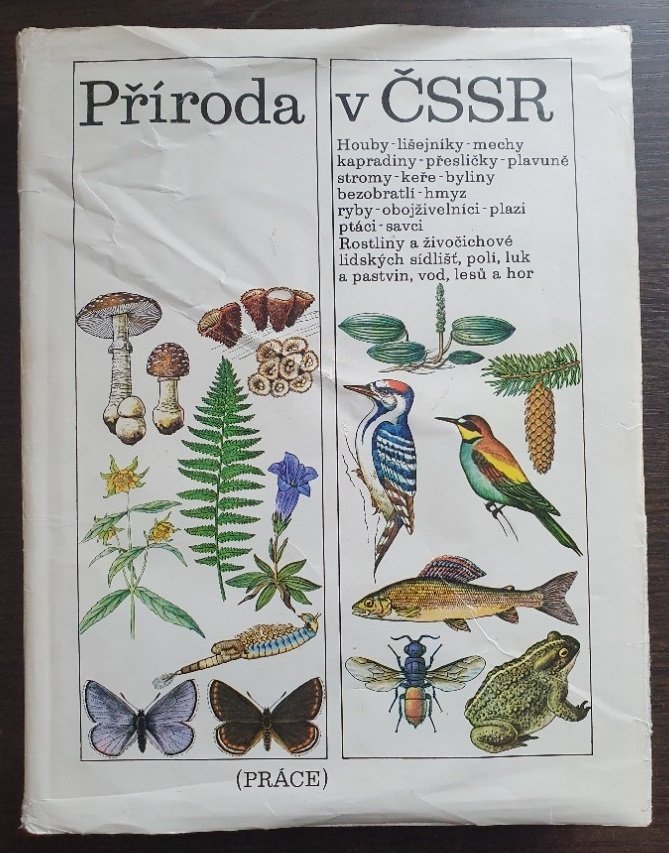 Příroda v ČSSR
Houby-lišejníky-mechy
kapradiny-přesličky-plavuně
stromy-keře-byliny
bezobratlí-hmyz
ryby-obojživelníci-plazi
ptáci-savci
Rostliny a živočichové
lidských sídlišť, polí, luk
a pastvin, vod, lesů a hor
(PRÁCE)